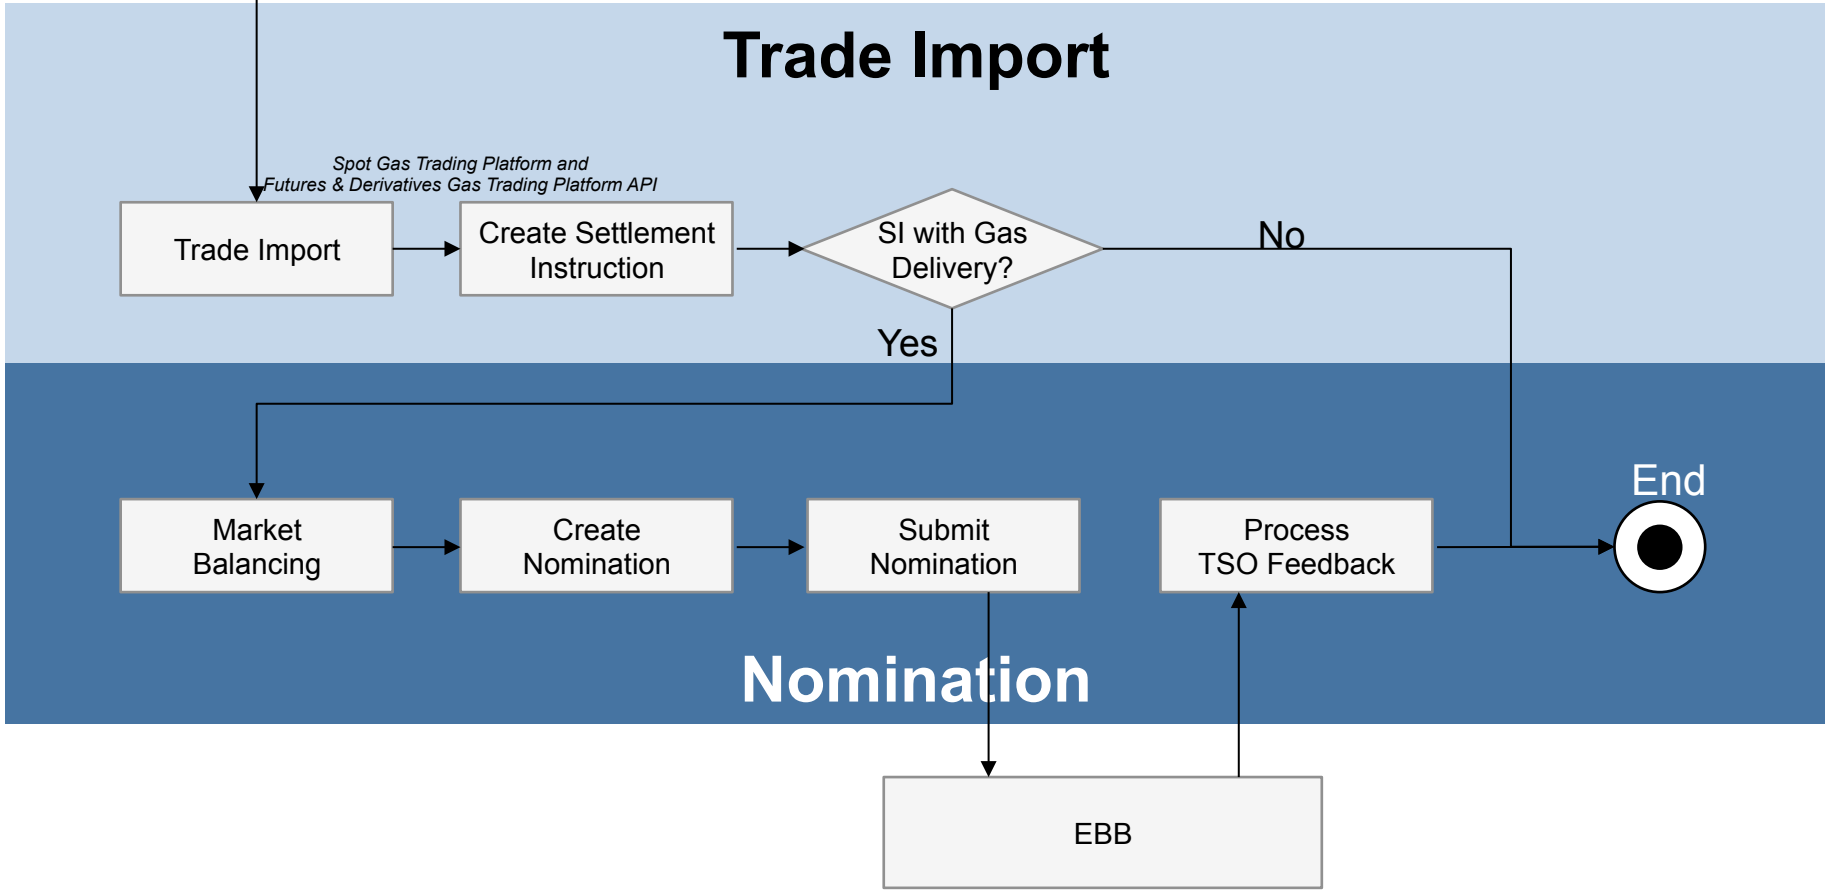 Trade Import
Spot Gas Trading Platform and
Futures & Derivatives Gas Trading Platform API
Trade Import
Create Settlement
Instruction
SI with Gas
Delivery?
No
Yes
Market
Balancing
Create
Nomination
Submit
Nomination
Process
TSO Feedback
End
Nomination
EBB